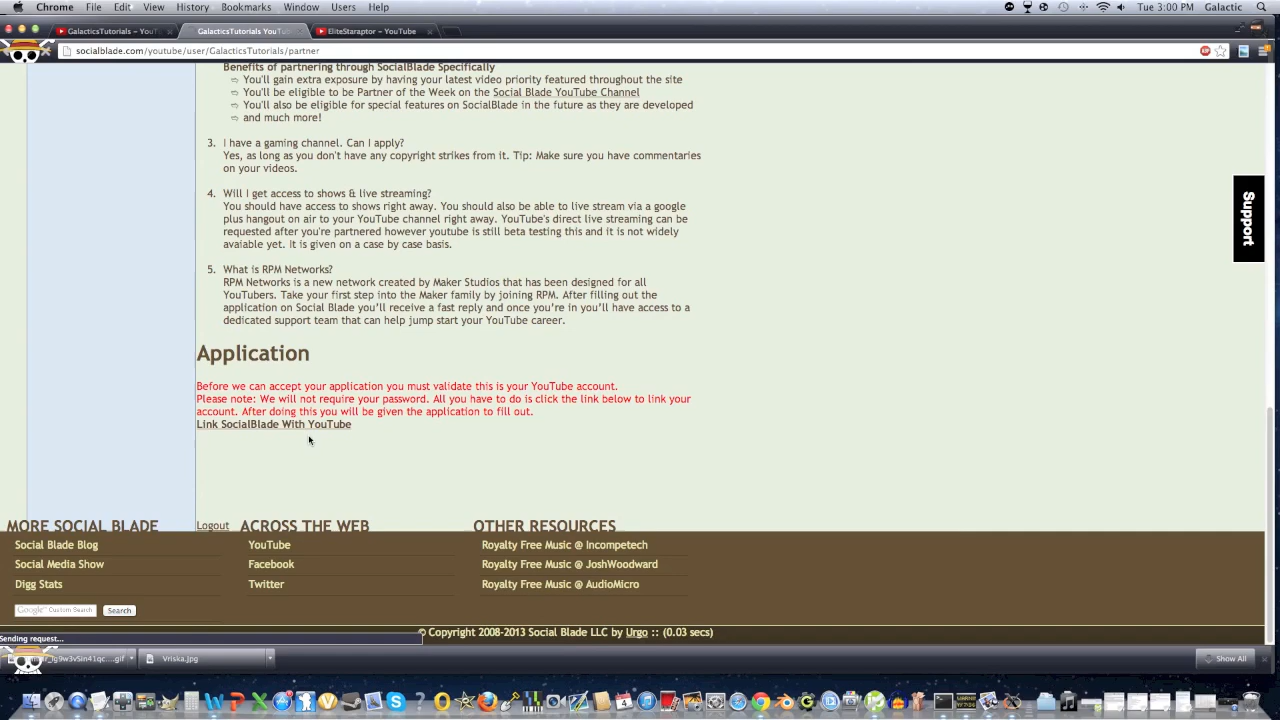 Chrome File Edit View History Bookmarks Window Users Help Tue 3:00 PM Galactic
GalacticsTutorials – YouT GalacticsTutorials YouTu EliteStaraptor – YouTube
socialblade.com/youtube/user/GalacticsTutorials/partner
Benefits of partnering through SocialBlade Specifically
You'll gain extra exposure by having your latest video priority featured throughout the site
You'll be eligible to be Partner of the Week on the Social Blade YouTube Channel
You'll also be eligible for special features on SocialBlade in the future as they are developed
and much more!
3. I have a gaming channel. Can I apply?
Yes, as long as you don't have any copyright strikes from it. Tip: Make sure you have commentaries
on your videos.
4. Will I get access to shows & live streaming?
You should have access to shows right away. You should also be able to live stream via a google
plus hangout on air to your YouTube channel right away. YouTube's direct live streaming can be
requested after you're partnered however youtube is still beta testing this and it is not widely
avaiable yet. It is given on a case by case basis.
5. What is RPM Networks?
RPM Networks is a new network created by Maker Studios that has been designed for all
YouTubers. Take your first step into the Maker family by joining RPM. After filling out the
application on Social Blade you'll receive a fast reply and once you're in you'll have access to a
dedicated support team that can help jump start your YouTube career.
Application
Before we can accept your application you must validate this is your YouTube account.
Please note: We will not require your password. All you have to do is click the link below to link your
account. After doing this you will be given the application to fill out.
Link SocialBlade With YouTube
Support
MORE SOCIAL BLADE Logout ACROSS THE WEB OTHER RESOURCES
Social Blade Blog YouTube Royalty Free Music @ Incompetech
Social Media Show Facebook Royalty Free Music @ JoshWoodward
Digg Stats Twitter Royalty Free Music @ AudioMicro
Google™ Custom Search Search
© Copyright 2008-2013 Social Blade LLC by Urgo :: (0.03 secs)
Sending request...
Vriska.jpg Show All